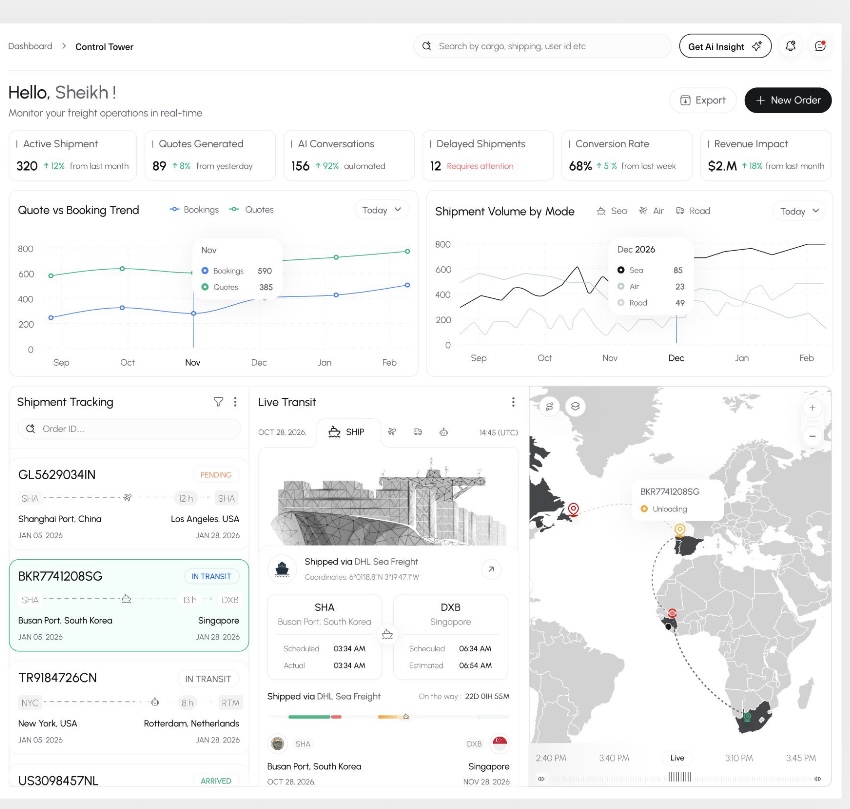 Dashboard > Control Tower
Search by cargo, shipping, user id etc
Get Ai Insight
Hello, Sheikh !
Monitor your freight operations in real-time
Export
+ New Order
Active Shipment
320 ↑ 12% from last month
Quotes Generated
89 ↑ 8% from yesterday
AI Conversations
156 ↑ 92% automated
Delayed Shipments
12 Requires attention
Conversion Rate
68% ↑ 5 % from last week
Revenue Impact
$2.M ↑ 18% from last month
Quote vs Booking Trend
Bookings Quotes
Today
800
600
400
200
0
Nov
Bookings 590
Quotes 385
Sep Oct Nov Dec Jan Feb
Shipment Volume by Mode
Sea Air Road
Today
800
600
400
200
0
Dec 2026
Sea 85
Air 23
Road 49
Sep Oct Nov Dec Jan Feb
Shipment Tracking
Order ID...
GL5629034IN PENDING
SHA 12 h SHA
Shanghai Port, China Los Angeles. USA
JAN 05. 2026 JAN 28. 2026
BKR7741208SG IN TRANSIT
SHA 13 h DXB
Busan Port, South Korea Singapore
JAN 05. 2026 JAN 28. 2026
TR9184726CN IN TRANSIT
NYC 8 h RTM
New York, USA Rotterdam, Netherlands
JAN 05. 2026 JAN 28. 2026
US3098457NL ARRIVED
Live Transit
OCT 28.2026, SHIP 14:45 (UTC)
Shipped via DHL Sea Freight
Coordinates:
SHA
Busan Port, South Korea
Scheduled 03:34 AM
Actual 03:34 AM
DXB
Singapore
Scheduled 06:34 AM
Estimated 06:54 AM
Shipped via DHL Sea Freight On the way : 22D 01H 55M
SHA DXB
Busan Port, South Korea Singapore
OCT 28. 2026, NOV 28. 2026
+
−
BKR7741208SG
Unloading
2:40 PM 3:40 PM Live 3:10 PM 3:45 PM